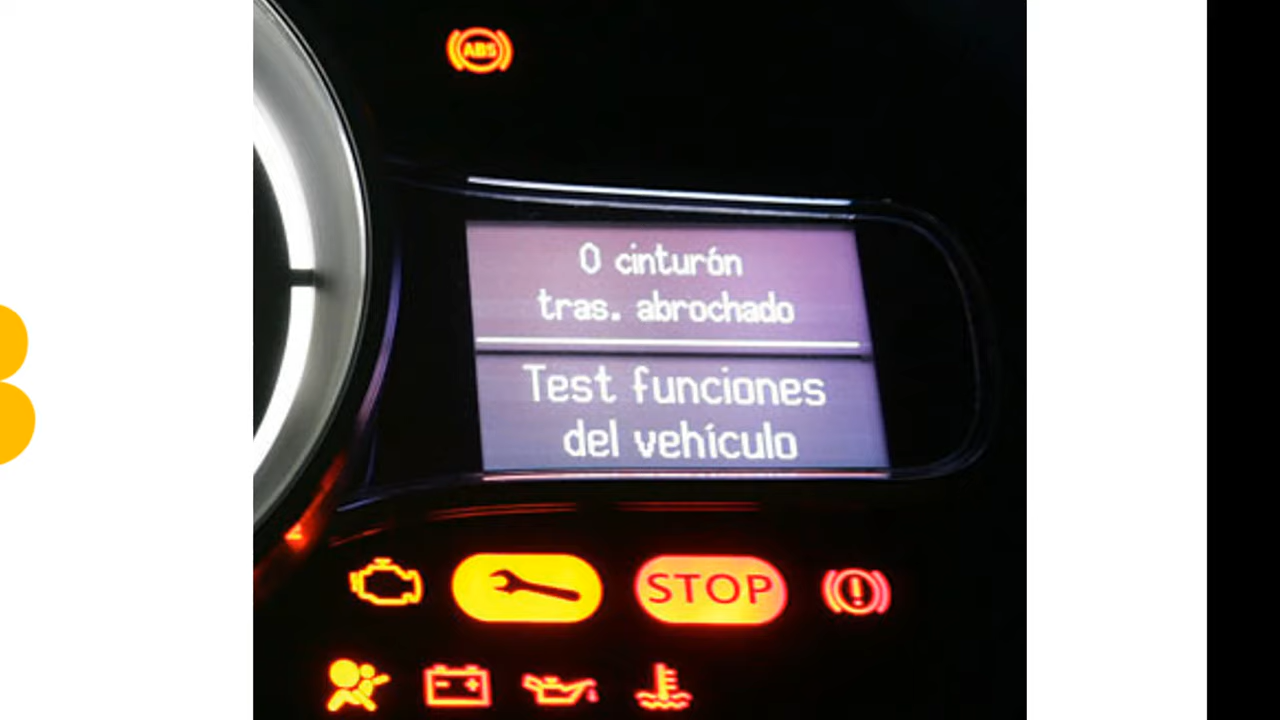 ABS
0 cinturón
tras. abrochado
Test funciones
del vehículo
STOP